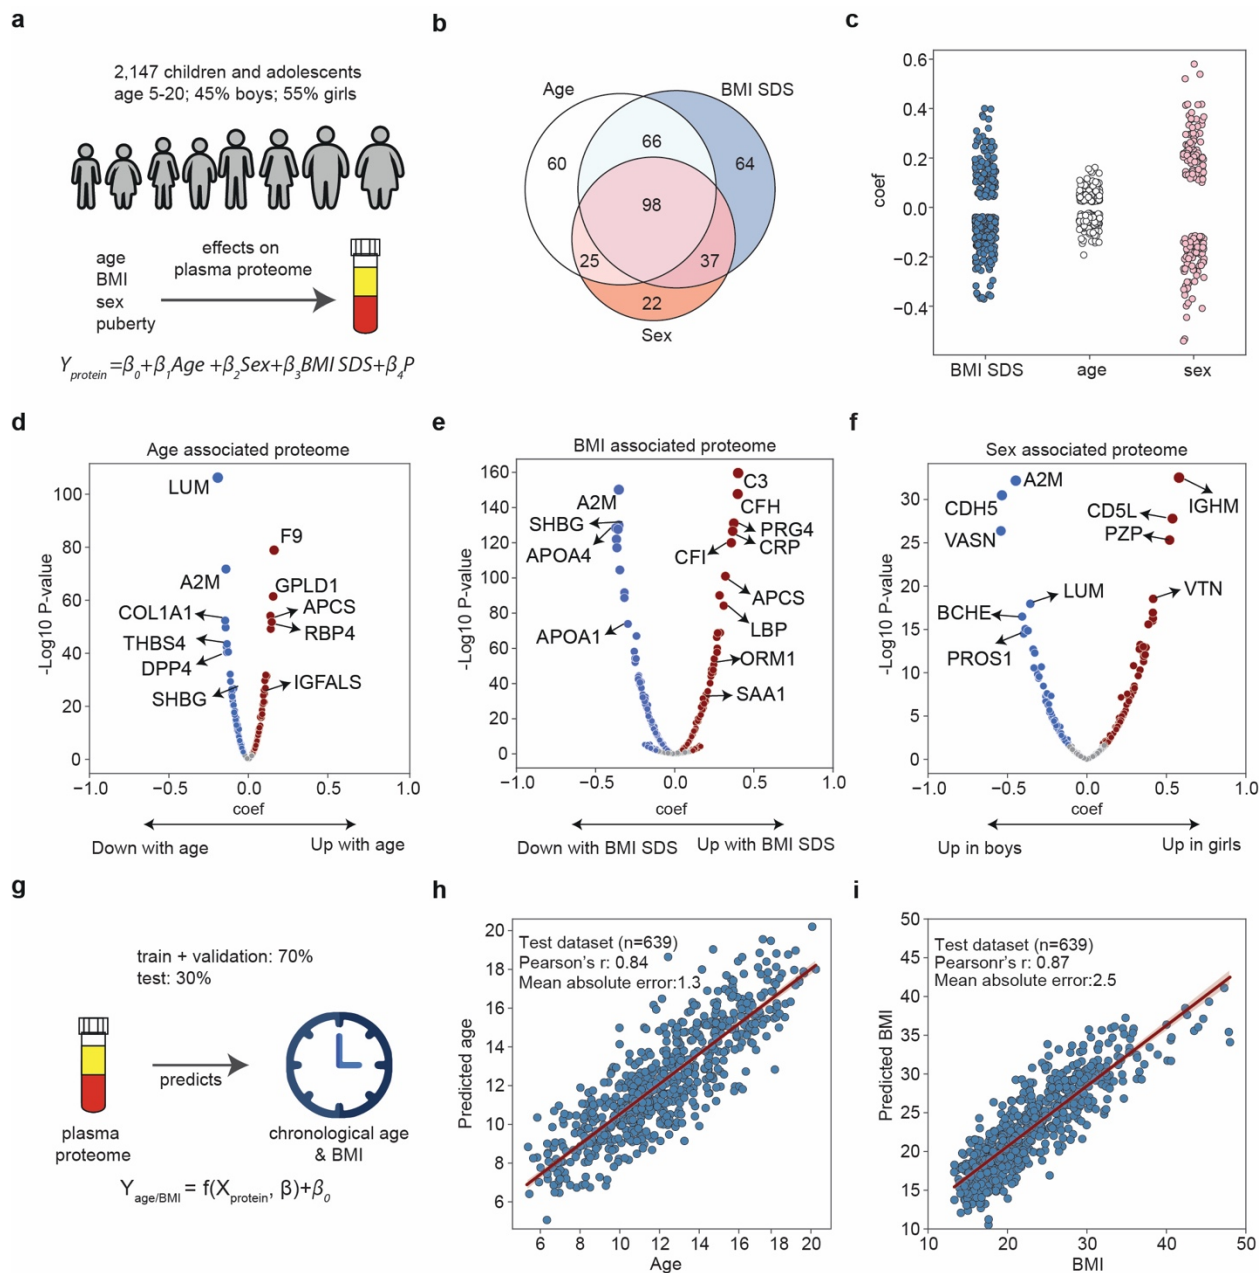 a
2,147 children and adolescents
age 5-20; 45% boys; 55% girls
age
BMI
sex
puberty
effects on
plasma proteome
Y_protein =β_0+β_1Age +β_2Sex+β_3BMI SDS+β_4P
b
Age
BMI SDS
60
66
64
98
25
37
22
Sex
c
0.6
0.4
0.2
0.0
−0.2
−0.4
coef
BMI SDS
age
sex
d
Age associated proteome
-Log10 P-value
100
80
60
40
20
0
LUM
F9
A2M
GPLD1
COL1A1
APCS
THBS4
RBP4
DPP4
SHBG
IGFALS
−1.0
−0.5
0.0
0.5
1.0
coef
Down with age
Up with age
e
BMI associated proteome
-Log10 P-value
160
140
120
100
80
60
40
20
0
C3
A2M
CFH
SHBG
PRG4
APOA4
CRP
CFI
APCS
APOA1
LBP
ORM1
SAA1
−1.0
−0.5
0.0
0.5
1.0
coef
Down with BMI SDS
Up with BMI SDS
f
Sex associated proteome
-Log10 P-value
30
25
20
15
10
5
0
A2M
IGHM
CDH5
CD5L
VASN
PZP
LUM
VTN
BCHE
PROS1
−1.0
−0.5
0.0
0.5
1.0
coef
Up in boys
Up in girls
g
train + validation: 70%
test: 30%
predicts
plasma
proteome
chronological age
& BMI
Y_age/BMI = f(X_protein, β)+β_0
h
Test dataset (n=639)
Pearson's r: 0.84
Mean absolute error:1.3
Predicted age
20
18
16
14
12
10
8
6
6
8
10
12
14
16
18
20
Age
i
Test dataset (n=639)
Pearsonr's r: 0.87
Mean absolute error:2.5
Predicted BMI
50
45
40
35
30
25
20
15
10
10
20
30
40
50
BMI